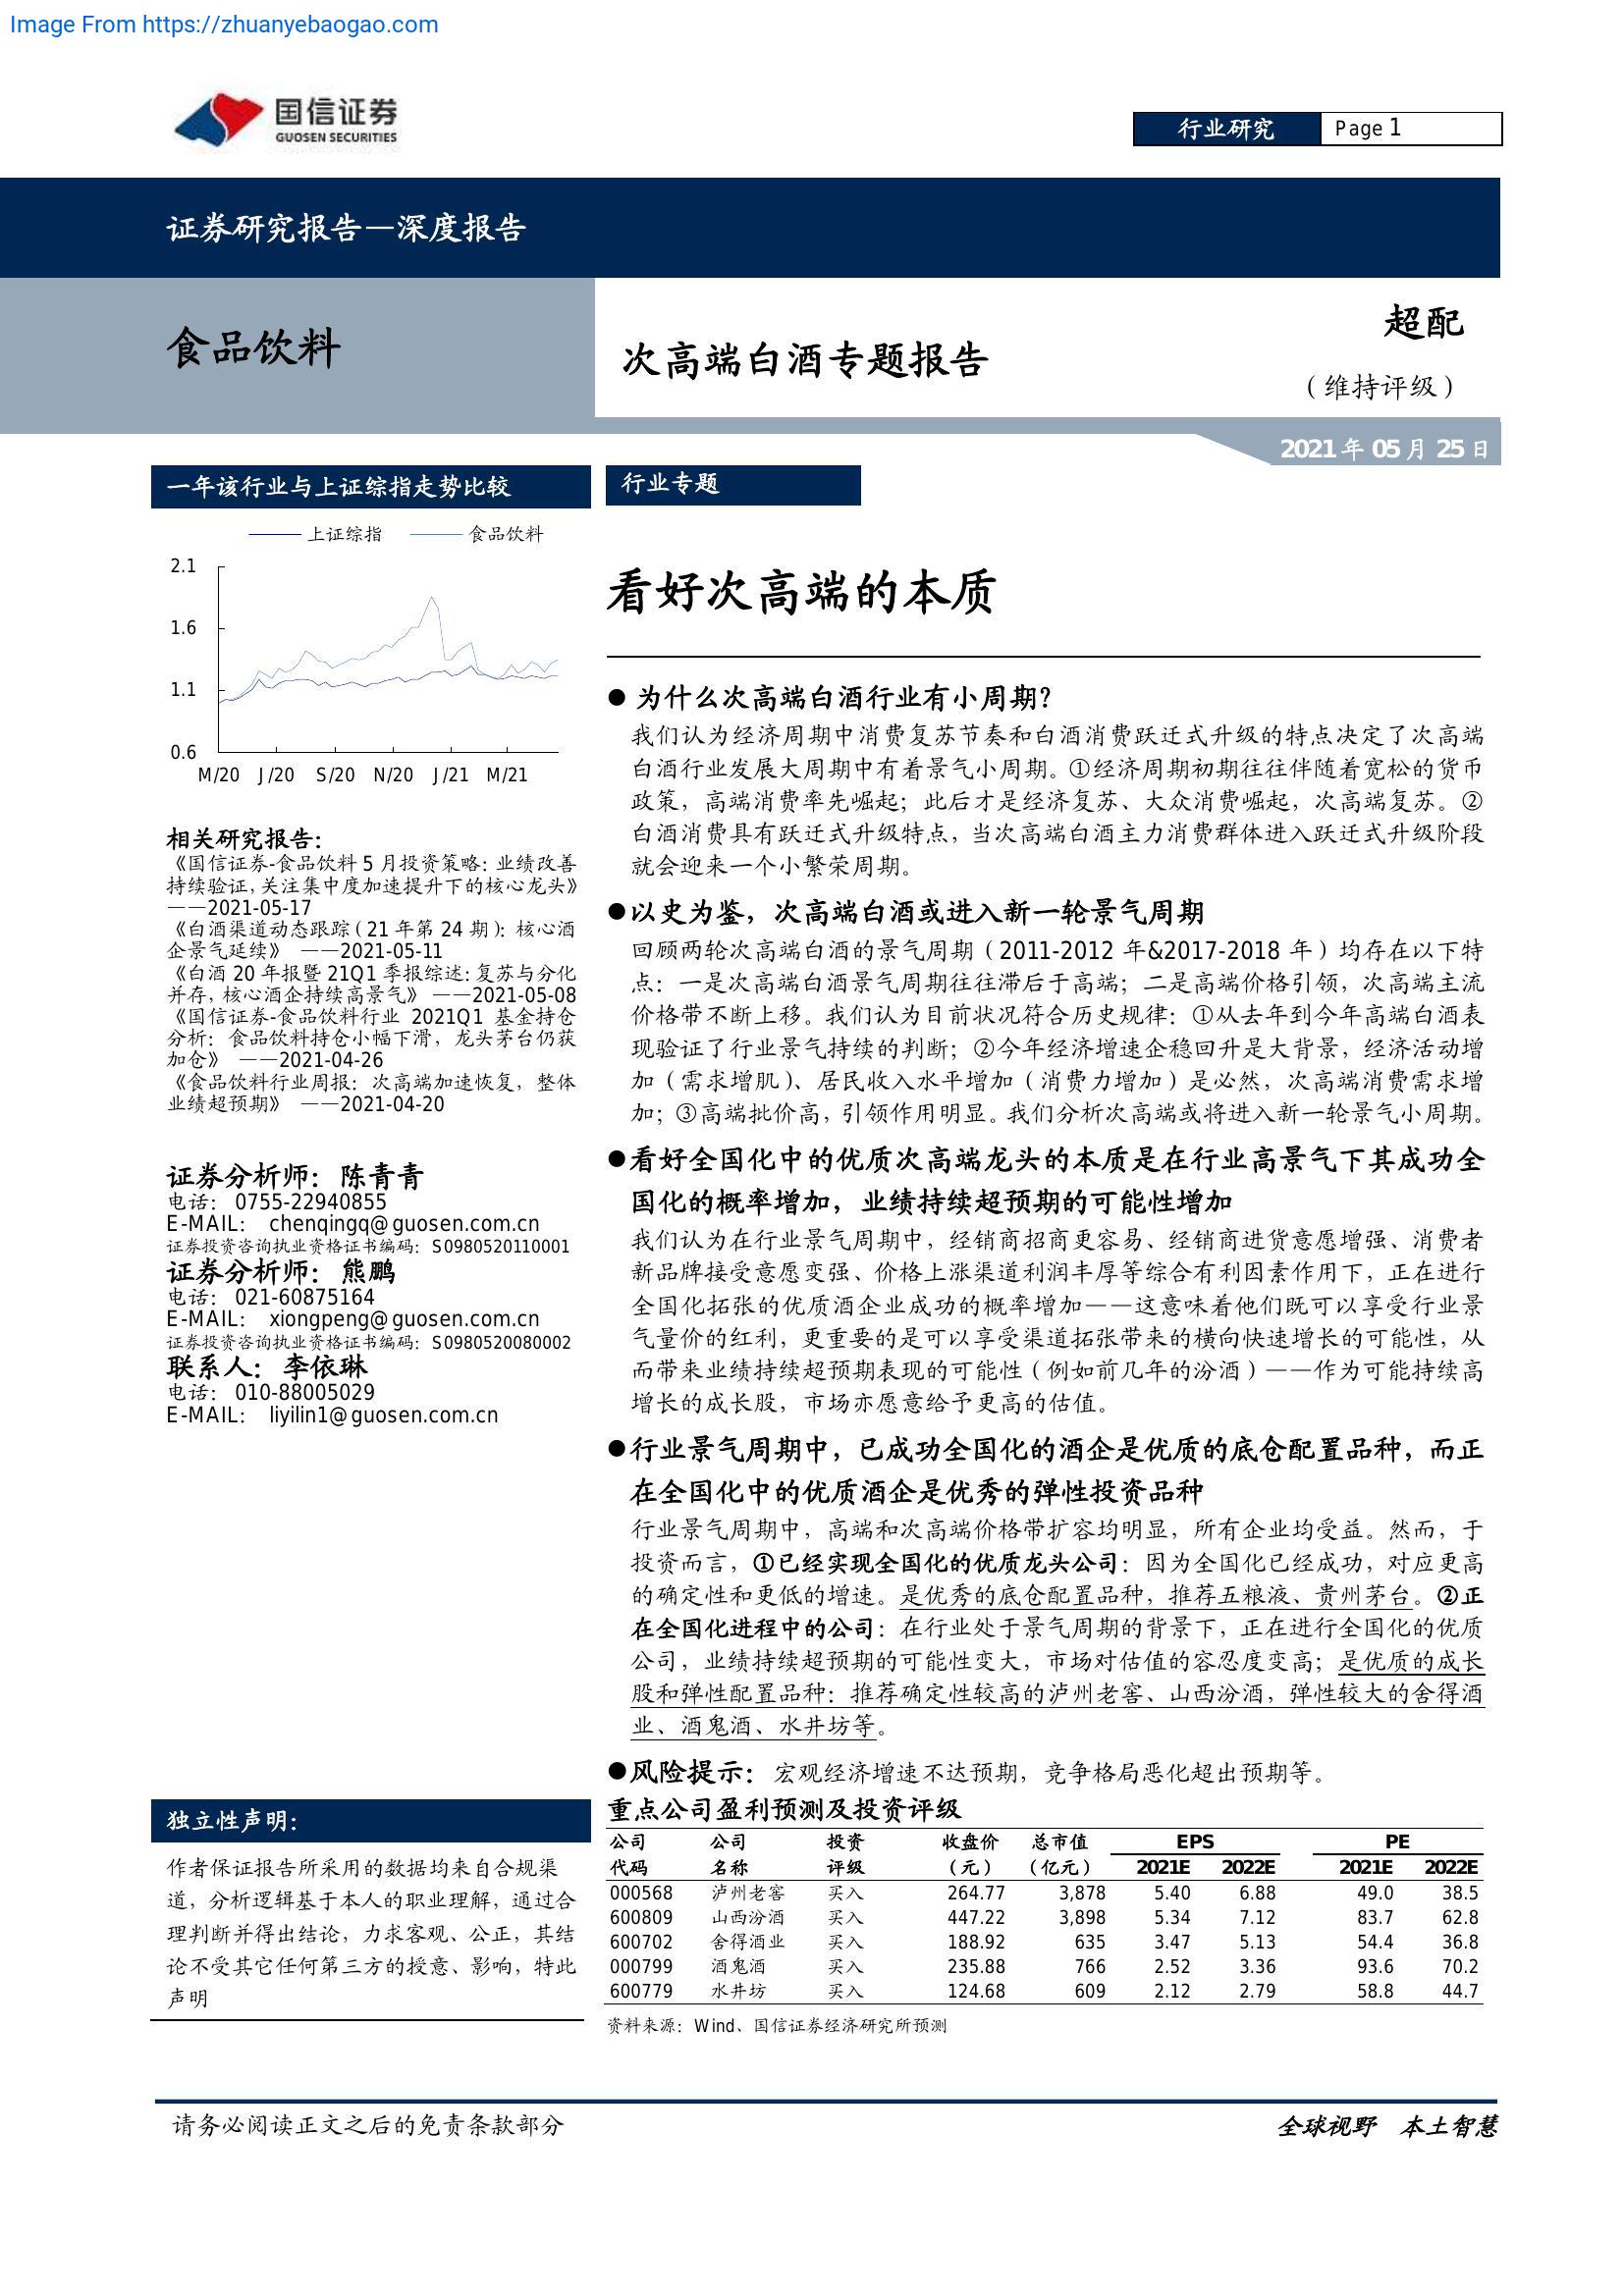 Image From https://zhuanyebaogao.com
国信证券
GUOSEN SECURITIES
行业研究
Page 1
证券研究报告—深度报告
食品饮料
次高端白酒专题报告
超配
（维持评级）
2021 年 05 月 25 日
一年该行业与上证综指走势比较
上证综指 食品饮料
2.1
1.6
1.1
0.6
M/20 J/20 S/20 N/20 J/21 M/21
相关研究报告：
《国信证券-食品饮料 5 月投资策略：业绩改善
持续验证，关注集中度加速提升下的核心龙头》
——2021-05-17
《白酒渠道动态跟踪（21 年第 24 期）：核心酒
企景气延续》 ——2021-05-11
《白酒 20 年报暨 21Q1 季报综述：复苏与分化
并存，核心酒企持续高景气》 ——2021-05-08
《国信证券-食品饮料行业 2021Q1 基金持仓
分析：食品饮料持仓小幅下滑，龙头茅台仍获
加仓》 ——2021-04-26
《食品饮料行业周报：次高端加速恢复，整体
业绩超预期》 ——2021-04-20
证券分析师：陈青青
电话： 0755-22940855
E-MAIL： chenqingq@guosen.com.cn
证券投资咨询执业资格证书编码：S0980520110001
证券分析师：熊鹏
电话： 021-60875164
E-MAIL： xiongpeng@guosen.com.cn
证券投资咨询执业资格证书编码：S0980520080002
联系人：李依琳
电话： 010-88005029
E-MAIL： liyilin1@guosen.com.cn
独立性声明：
作者保证报告所采用的数据均来自合规渠
道，分析逻辑基于本人的职业理解，通过合
理判断并得出结论，力求客观、公正，其结
论不受其它任何第三方的授意、影响，特此
声明
行业专题
看好次高端的本质
● 为什么次高端白酒行业有小周期？
我们认为经济周期中消费复苏节奏和白酒消费跃迁式升级的特点决定了次高端
白酒行业发展大周期中有着景气小周期。①经济周期初期往往伴随着宽松的货币
政策，高端消费率先崛起；此后才是经济复苏、大众消费崛起，次高端复苏。②
白酒消费具有跃迁式升级特点，当次高端白酒主力消费群体进入跃迁式升级阶段
就会迎来一个小繁荣周期。
●以史为鉴，次高端白酒或进入新一轮景气周期
回顾两轮次高端白酒的景气周期（2011-2012 年&2017-2018 年）均存在以下特
点：一是次高端白酒景气周期往往滞后于高端；二是高端价格引领，次高端主流
价格带不断上移。我们认为目前状况符合历史规律：①从去年到今年高端白酒表
现验证了行业景气持续的判断；②今年经济增速企稳回升是大背景，经济活动增
加（需求增肌）、居民收入水平增加（消费力增加）是必然，次高端消费需求增
加；③高端批价高，引领作用明显。我们分析次高端或将进入新一轮景气小周期。
●看好全国化中的优质次高端龙头的本质是在行业高景气下其成功全
国化的概率增加，业绩持续超预期的可能性增加
我们认为在行业景气周期中，经销商招商更容易、经销商进货意愿增强、消费者
新品牌接受意愿变强、价格上涨渠道利润丰厚等综合有利因素作用下，正在进行
全国化拓张的优质酒企业成功的概率增加——这意味着他们既可以享受行业景
气量价的红利，更重要的是可以享受渠道拓张带来的横向快速增长的可能性，从
而带来业绩持续超预期表现的可能性（例如前几年的汾酒）——作为可能持续高
增长的成长股，市场亦愿意给予更高的估值。
●行业景气周期中，已成功全国化的酒企是优质的底仓配置品种，而正
在全国化中的优质酒企是优秀的弹性投资品种
行业景气周期中，高端和次高端价格带扩容均明显，所有企业均受益。然而，于
投资而言，①已经实现全国化的优质龙头公司：因为全国化已经成功，对应更高
的确定性和更低的增速。是优秀的底仓配置品种，推荐五粮液、贵州茅台。②正
在全国化进程中的公司：在行业处于景气周期的背景下，正在进行全国化的优质
公司，业绩持续超预期的可能性变大，市场对估值的容忍度变高；是优质的成长
股和弹性配置品种：推荐确定性较高的泸州老窖、山西汾酒，弹性较大的舍得酒
业、酒鬼酒、水井坊等。
●风险提示：宏观经济增速不达预期，竞争格局恶化超出预期等。
重点公司盈利预测及投资评级
公司 公司 投资 收盘价 总市值 EPS PE
代码 名称 评级 （元） （亿元） 2021E 2022E 2021E 2022E
000568 泸州老窖 买入 264.77 3,878 5.40 6.88 49.0 38.5
600809 山西汾酒 买入 447.22 3,898 5.34 7.12 83.7 62.8
600702 舍得酒业 买入 188.92 635 3.47 5.13 54.4 36.8
000799 酒鬼酒 买入 235.88 766 2.52 3.36 93.6 70.2
600779 水井坊 买入 124.68 609 2.12 2.79 58.8 44.7
资料来源：Wind、国信证券经济研究所预测
请务必阅读正文之后的免责条款部分
全球视野 本土智慧